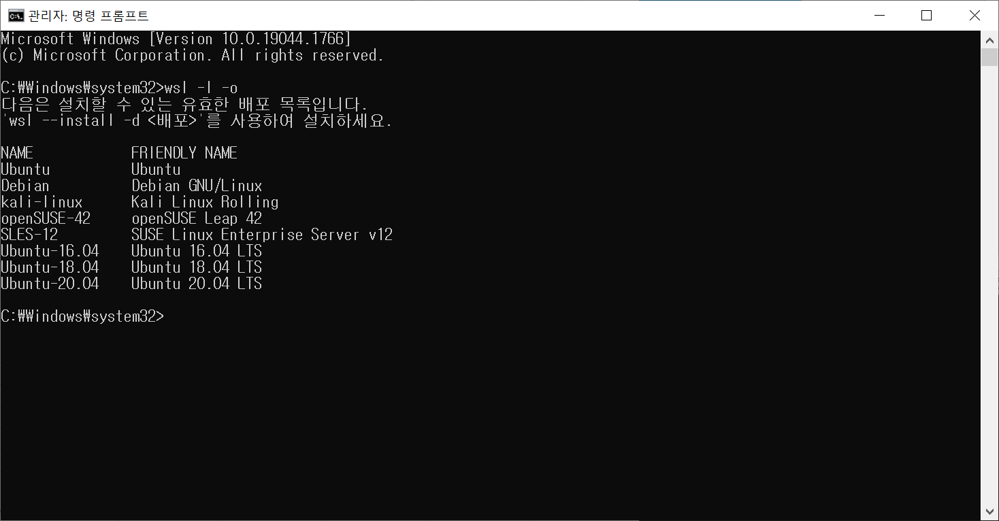 관리자: 명령 프롬프트
Microsoft Windows [Version 10.0.19044.1766]
(c) Microsoft Corporation. All rights reserved.
C:₩Windows₩system32>wsl -l -o
다음은 설치할 수 있는 유효한 배포 목록입니다.
'wsl --install -d <배포>'를 사용하여 설치하세요.
NAME            FRIENDLY NAME
Ubuntu          Ubuntu
Debian          Debian GNU/Linux
kali-linux      Kali Linux Rolling
openSUSE-42     openSUSE Leap 42
SLES-12         SUSE Linux Enterprise Server v12
Ubuntu-16.04    Ubuntu 16.04 LTS
Ubuntu-18.04    Ubuntu 18.04 LTS
Ubuntu-20.04    Ubuntu 20.04 LTS
C:₩Windows₩system32>